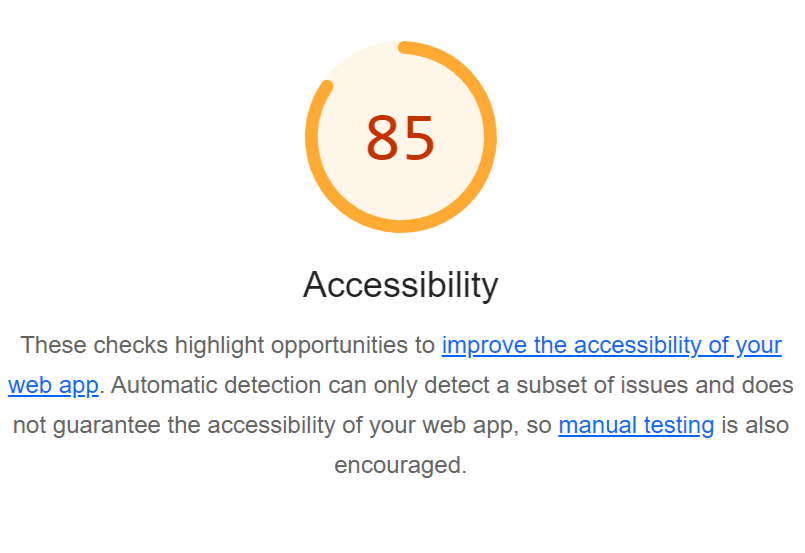 85
Accessibility
These checks highlight opportunities to improve the accessibility of your
web app. Automatic detection can only detect a subset of issues and does
not guarantee the accessibility of your web app, so manual testing is also
encouraged.